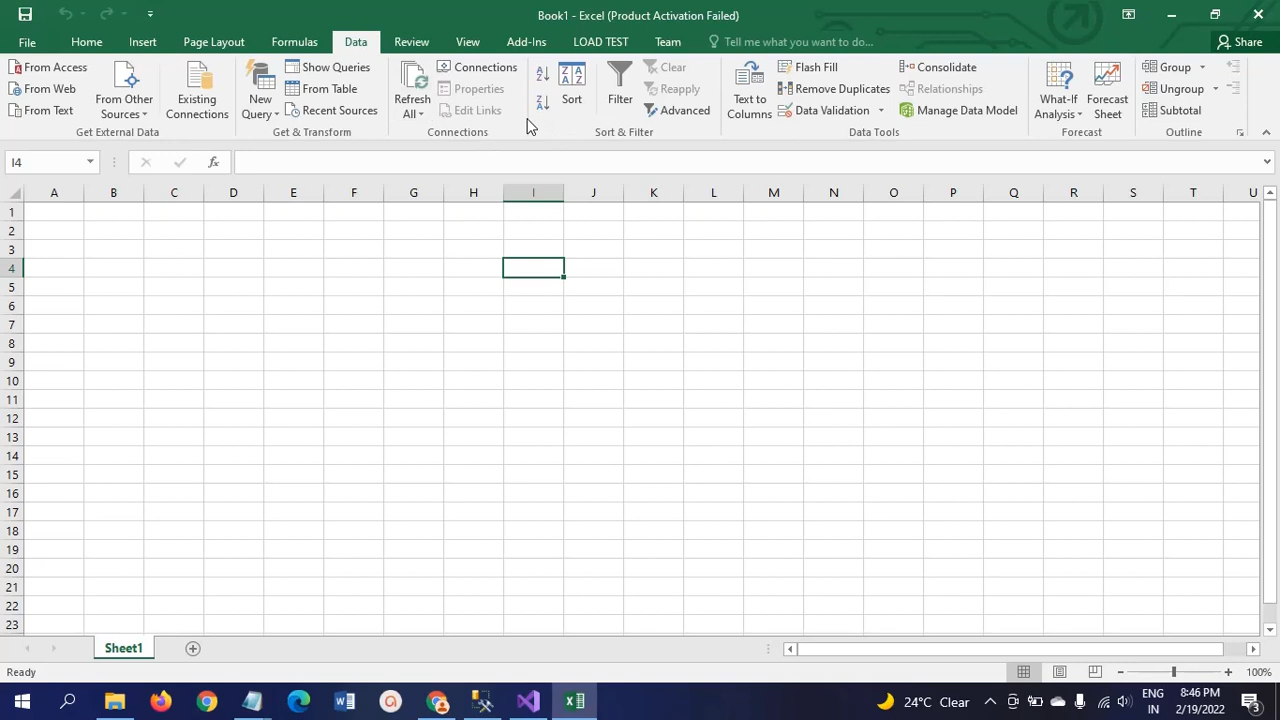 Book1 - Excel (Product Activation Failed)
File Home Insert Page Layout Formulas Data Review View Add-Ins LOAD TEST Team Tell me what you want to do... Share
From Access
From Web
From Text
From Other Sources
Existing Connections
Get External Data
New Query
Show Queries
From Table
Recent Sources
Get & Transform
Refresh All
Connections
Properties
Edit Links
Connections
A Z
Z A
Z A A Z
Sort
Filter
Clear
Reapply
Advanced
Sort & Filter
Text to Columns
Flash Fill
Remove Duplicates
Data Validation
Consolidate
Relationships
Manage Data Model
Data Tools
What-If Analysis
Forecast Sheet
Forecast
Group
Ungroup
Subtotal
Outline
I4 fx
A B C D E F G H I J K L M N O P Q R S T U
1
2
3
4
5
6
7
8
9
10
11
12
13
14
15
16
17
18
19
20
21
22
23
Sheet1
Ready 100%
24°C Clear
ENG
IN
8:46 PM
2/19/2022
3